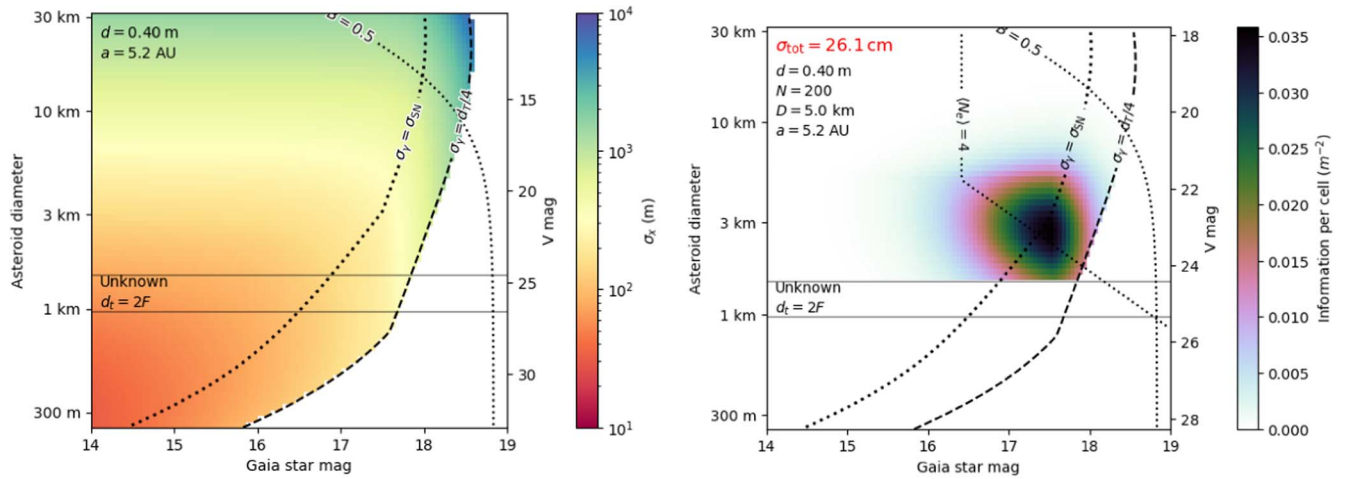 30 km
10 km
3 km
1 km
300 m
Asteroid diameter
d = 0.40 m
a = 5.2 AU
B = 0.5
σγ = σSN
σγ = dT/4
Unknown
dt = 2F
14
15
16
17
18
19
Gaia star mag
15
20
25
30
V mag
10⁴
10³
10²
10¹
σx (m)
30 km
10 km
3 km
1 km
300 m
Asteroid diameter
σtot = 26.1 cm
d = 0.40 m
N = 200
D = 5.0 km
a = 5.2 AU
⟨Ne⟩ = 4
B = 0.5
σγ = σSN
σγ = dT/4
Unknown
dt = 2F
14
15
16
17
18
19
Gaia star mag
18
20
22
24
26
28
V mag
0.035
0.030
0.025
0.020
0.015
0.010
0.005
0.000
Information per cell (m⁻²)